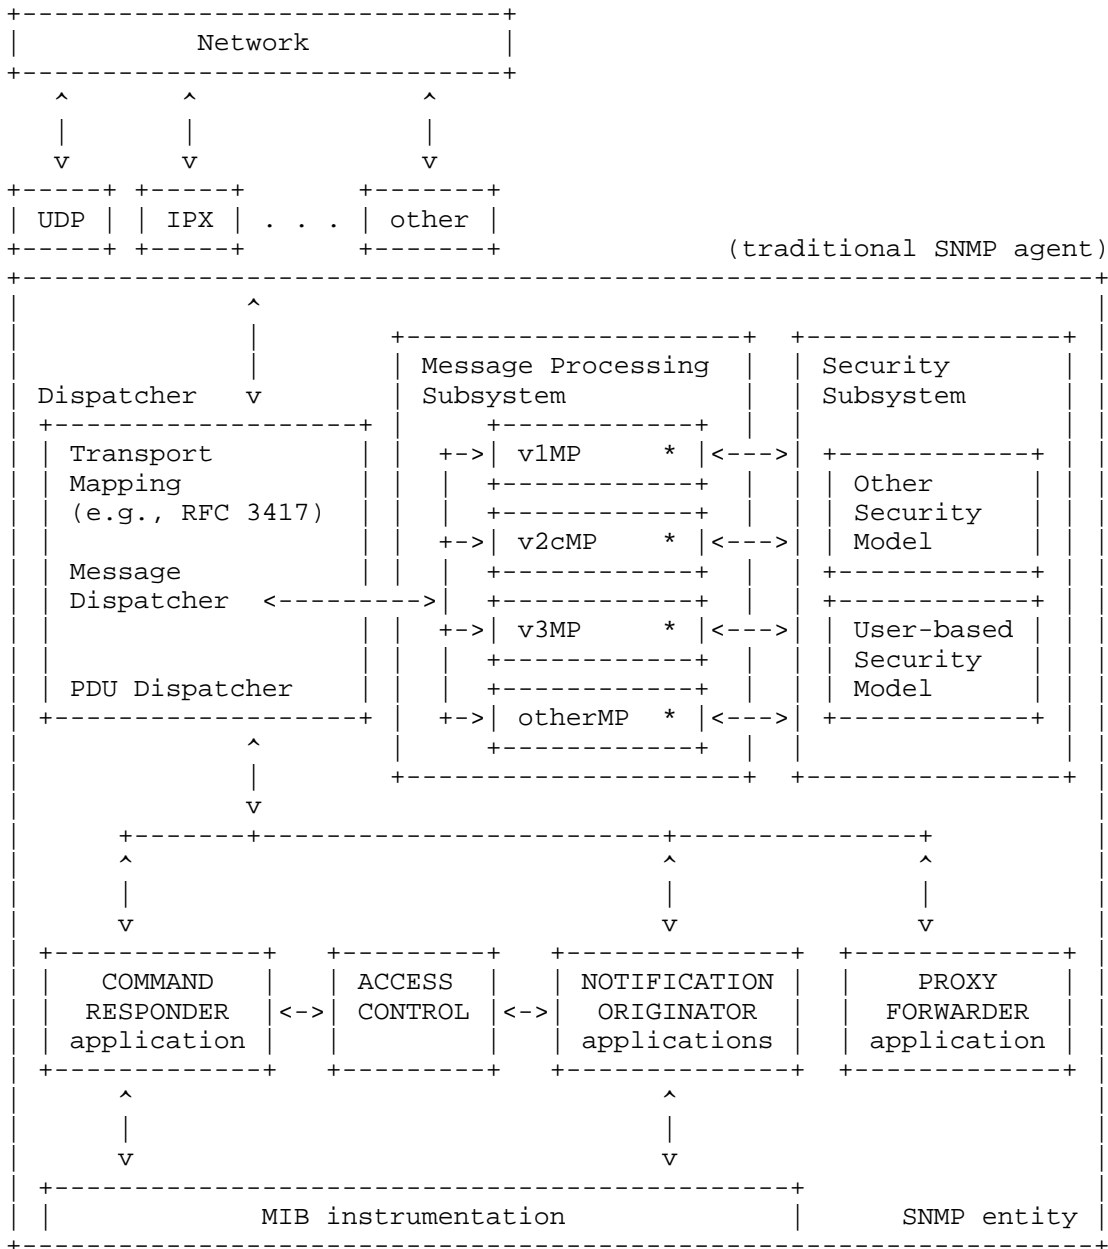 Network
UDP IPX . . . other
(traditional SNMP agent)
Message Processing Security
Dispatcher Subsystem Subsystem
Transport v1MP *
Mapping Other
(e.g., RFC 3417) Security
v2cMP * Model
Message
Dispatcher
v3MP * User-based
Security
PDU Dispatcher Model
otherMP *
COMMAND ACCESS NOTIFICATION PROXY
RESPONDER CONTROL ORIGINATOR FORWARDER
application applications application
MIB instrumentation SNMP entity